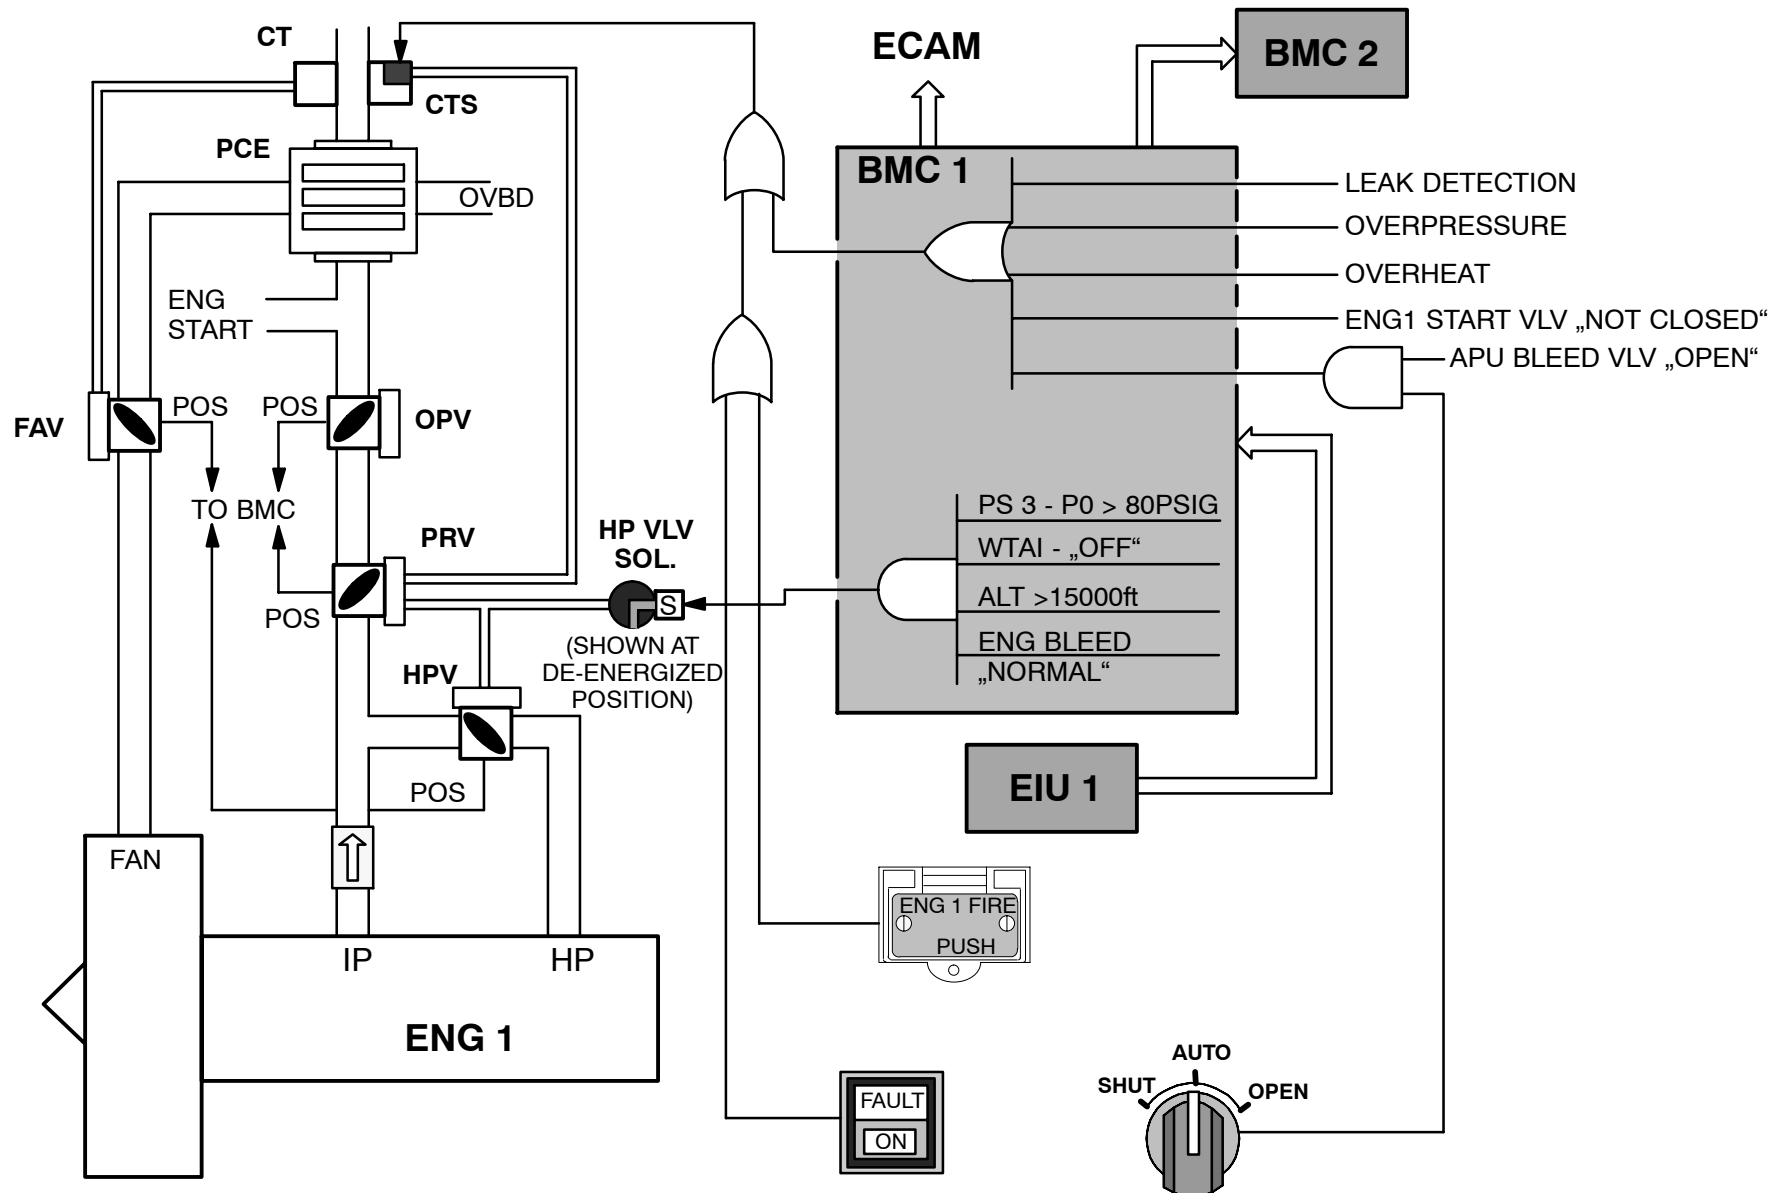 CT
CTS
PCE
OVBD
ENG
START
FAV
POS
POS
OPV
TO BMC
PRV
POS
HP VLV
SOL.
S
(SHOWN AT
DE-ENERGIZED
POSITION)
HPV
POS
FAN
IP
HP
ENG 1
ECAM
BMC 2
BMC 1
LEAK DETECTION
OVERPRESSURE
OVERHEAT
ENG1 START VLV „NOT CLOSED“
APU BLEED VLV „OPEN“
PS 3 - P0 > 80PSIG
WTAI - „OFF“
ALT >15000ft
ENG BLEED
„NORMAL“
EIU 1
ENG 1 FIRE
PUSH
FAULT
ON
AUTO
SHUT
OPEN